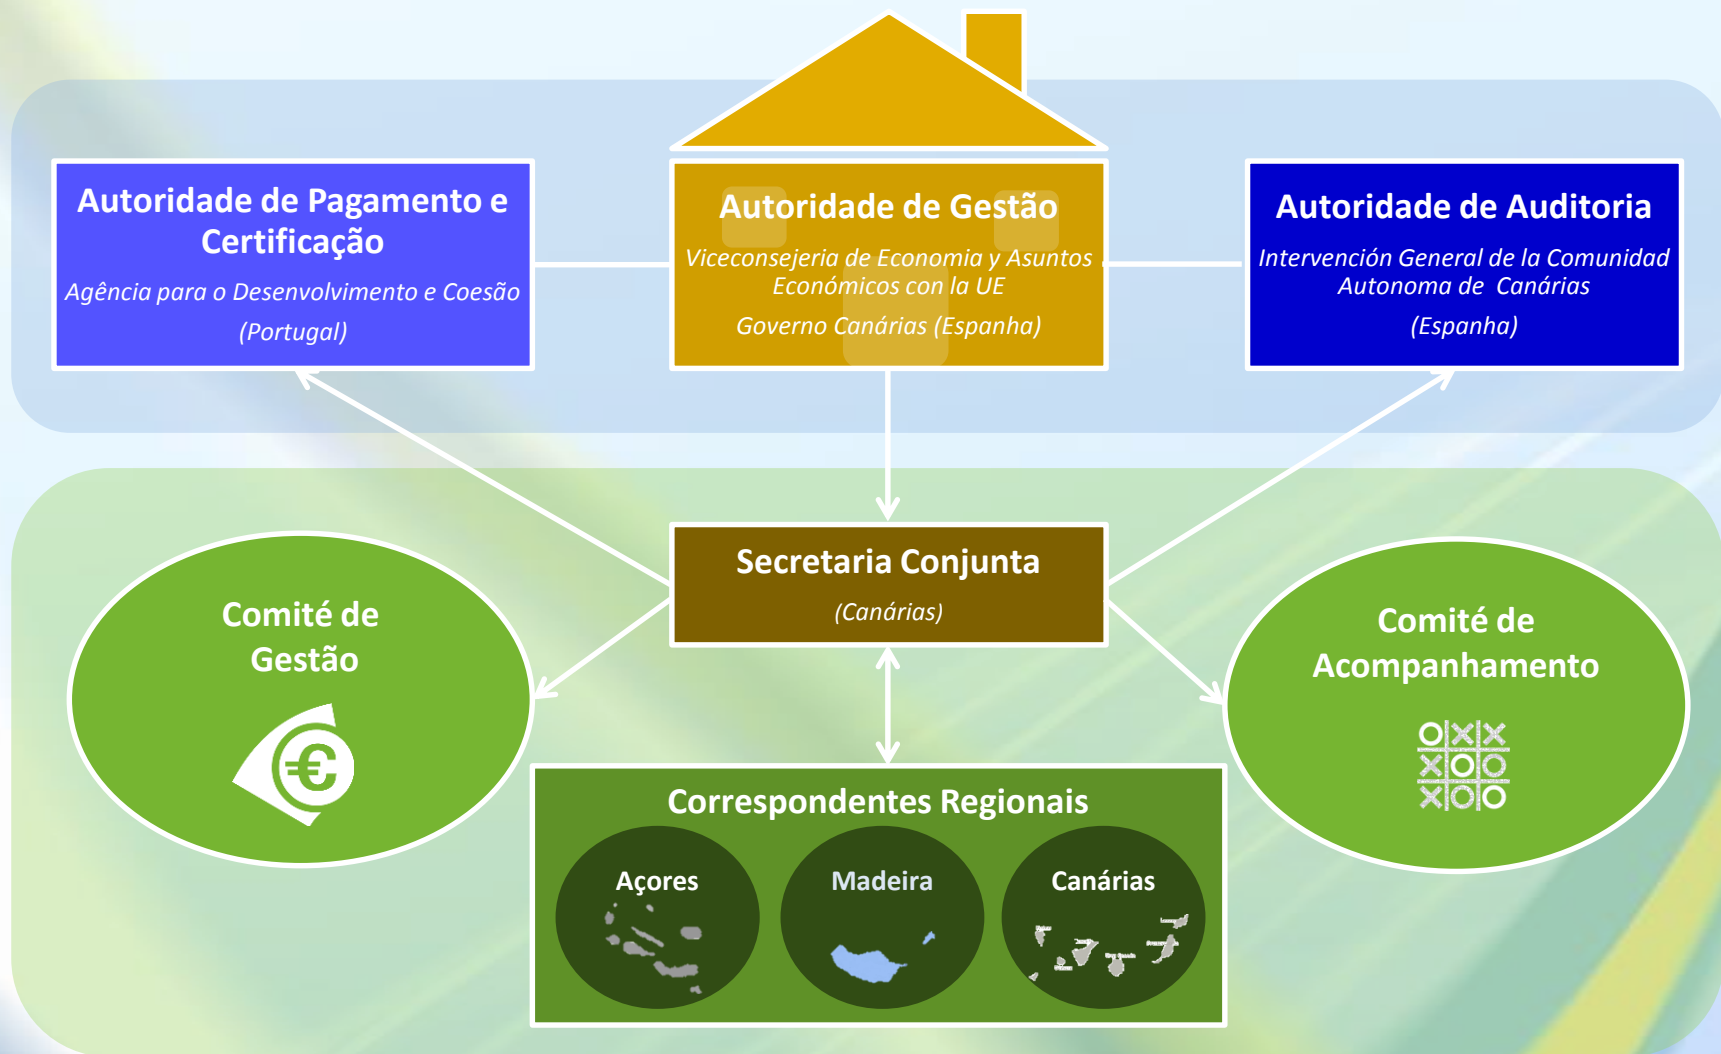 Autoridade de Pagamento e
Certificação
Agência para o Desenvolvimento e Coesão
(Portugal)
Autoridade de Gestão
Viceconsejeria de Economia y Asuntos
Económicos con la UE
Governo Canárias (Espanha)
Autoridade de Auditoria
Intervención General de la Comunidad
Autonoma de Canárias
(Espanha)
Secretaria Conjunta
(Canárias)
Comité de
Gestão
€
Comité de
Acompanhamento
O X X
X O O
X O O
Correspondentes Regionais
Açores
Madeira
Canárias